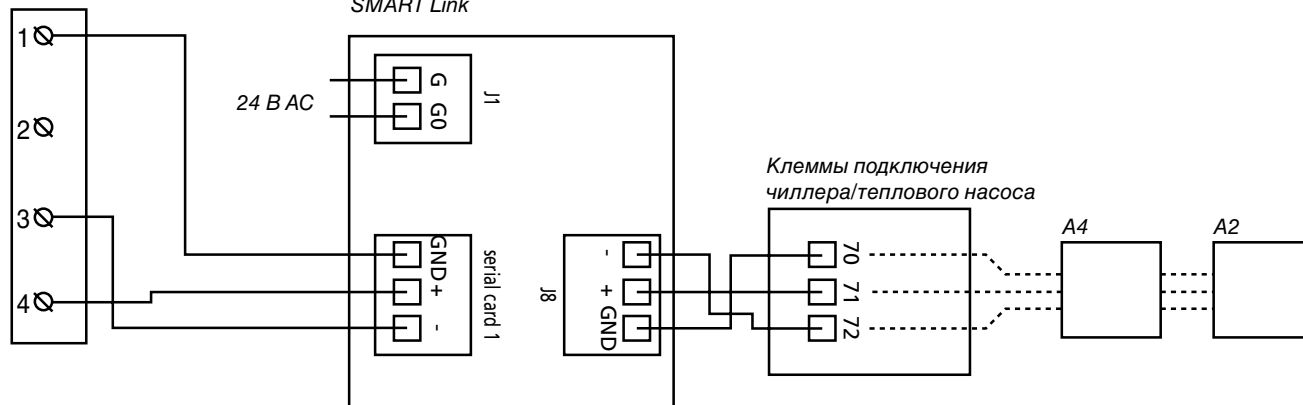 SMART Link
1
2
3
4
24 В AC
G
G0
J1
GND
+
-
serial card 1
-
+
GND
J8
Клеммы подключения
чиллера/теплового насоса
70
71
72
A4
A2